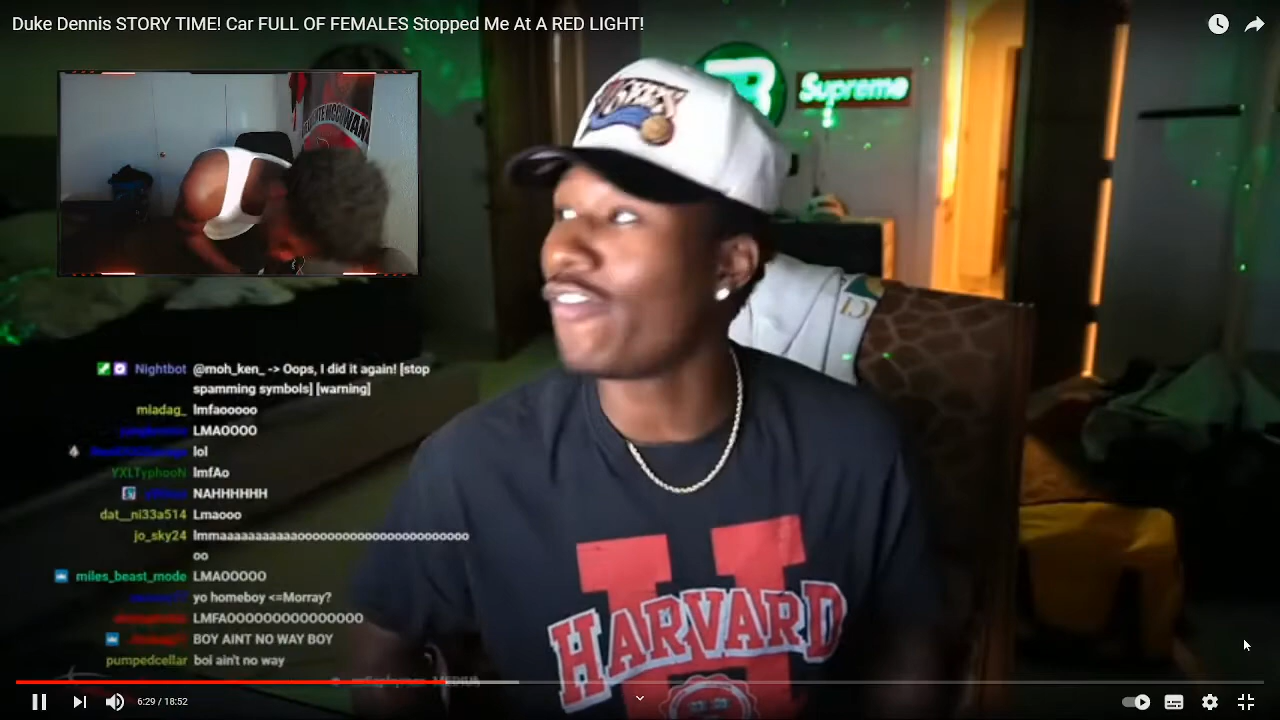 Duke Dennis STORY TIME! Car FULL OF FEMALES Stopped Me At A RED LIGHT!
Supreme
Nightbot @moh_ken_ -> Oops, I did it again! [stop
spamming symbols] [warning]
miadag_ lmfaooooo
LMAOOOO
lol
YXLTyphooN lmfAo
NAHHHHHH
dat__ni33a514 Lmaooo
jo_sky24 lmmaaaaaaaaaaooooooooooooooooooooooo
oo
miles_beast_mode LMAOOOOO
yo homeboy <=Morray?
LMFAOOOOOOOOOOOOOOO
BOY AINT NO WAY BOY
pumpedcellar boi ain't no way
H
HARVARD
6:29 / 18:52